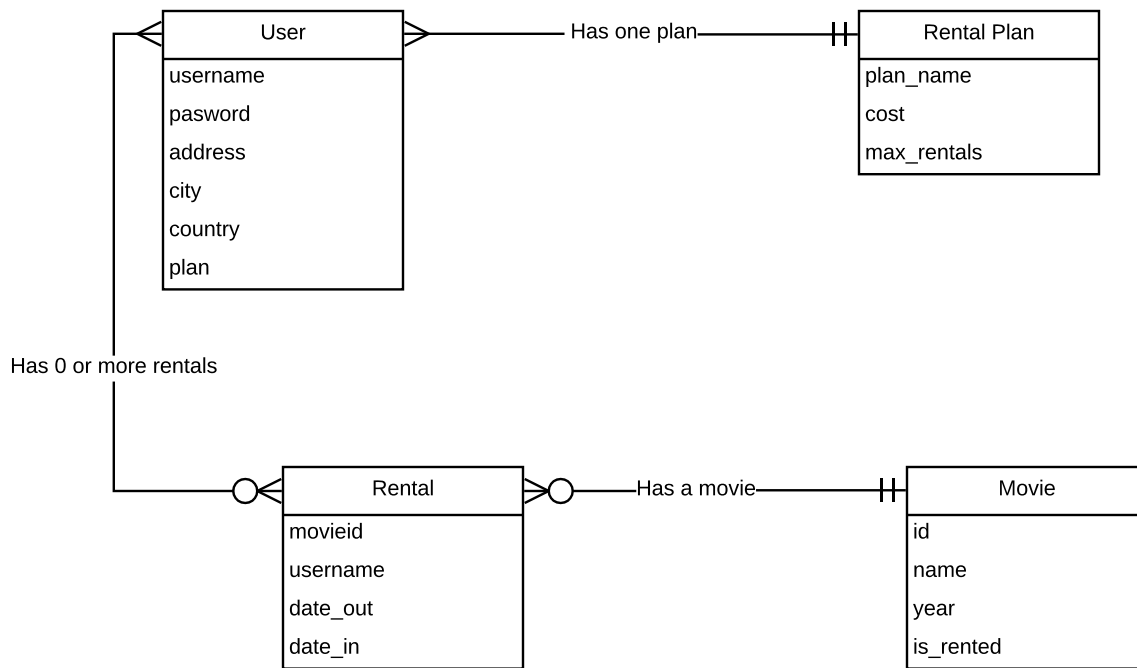 User
username
pasword
address
city
country
plan
Has one plan
Rental Plan
plan_name
cost
max_rentals
Has 0 or more rentals
Rental
movieid
username
date_out
date_in
Has a movie
Movie
id
name
year
is_rented